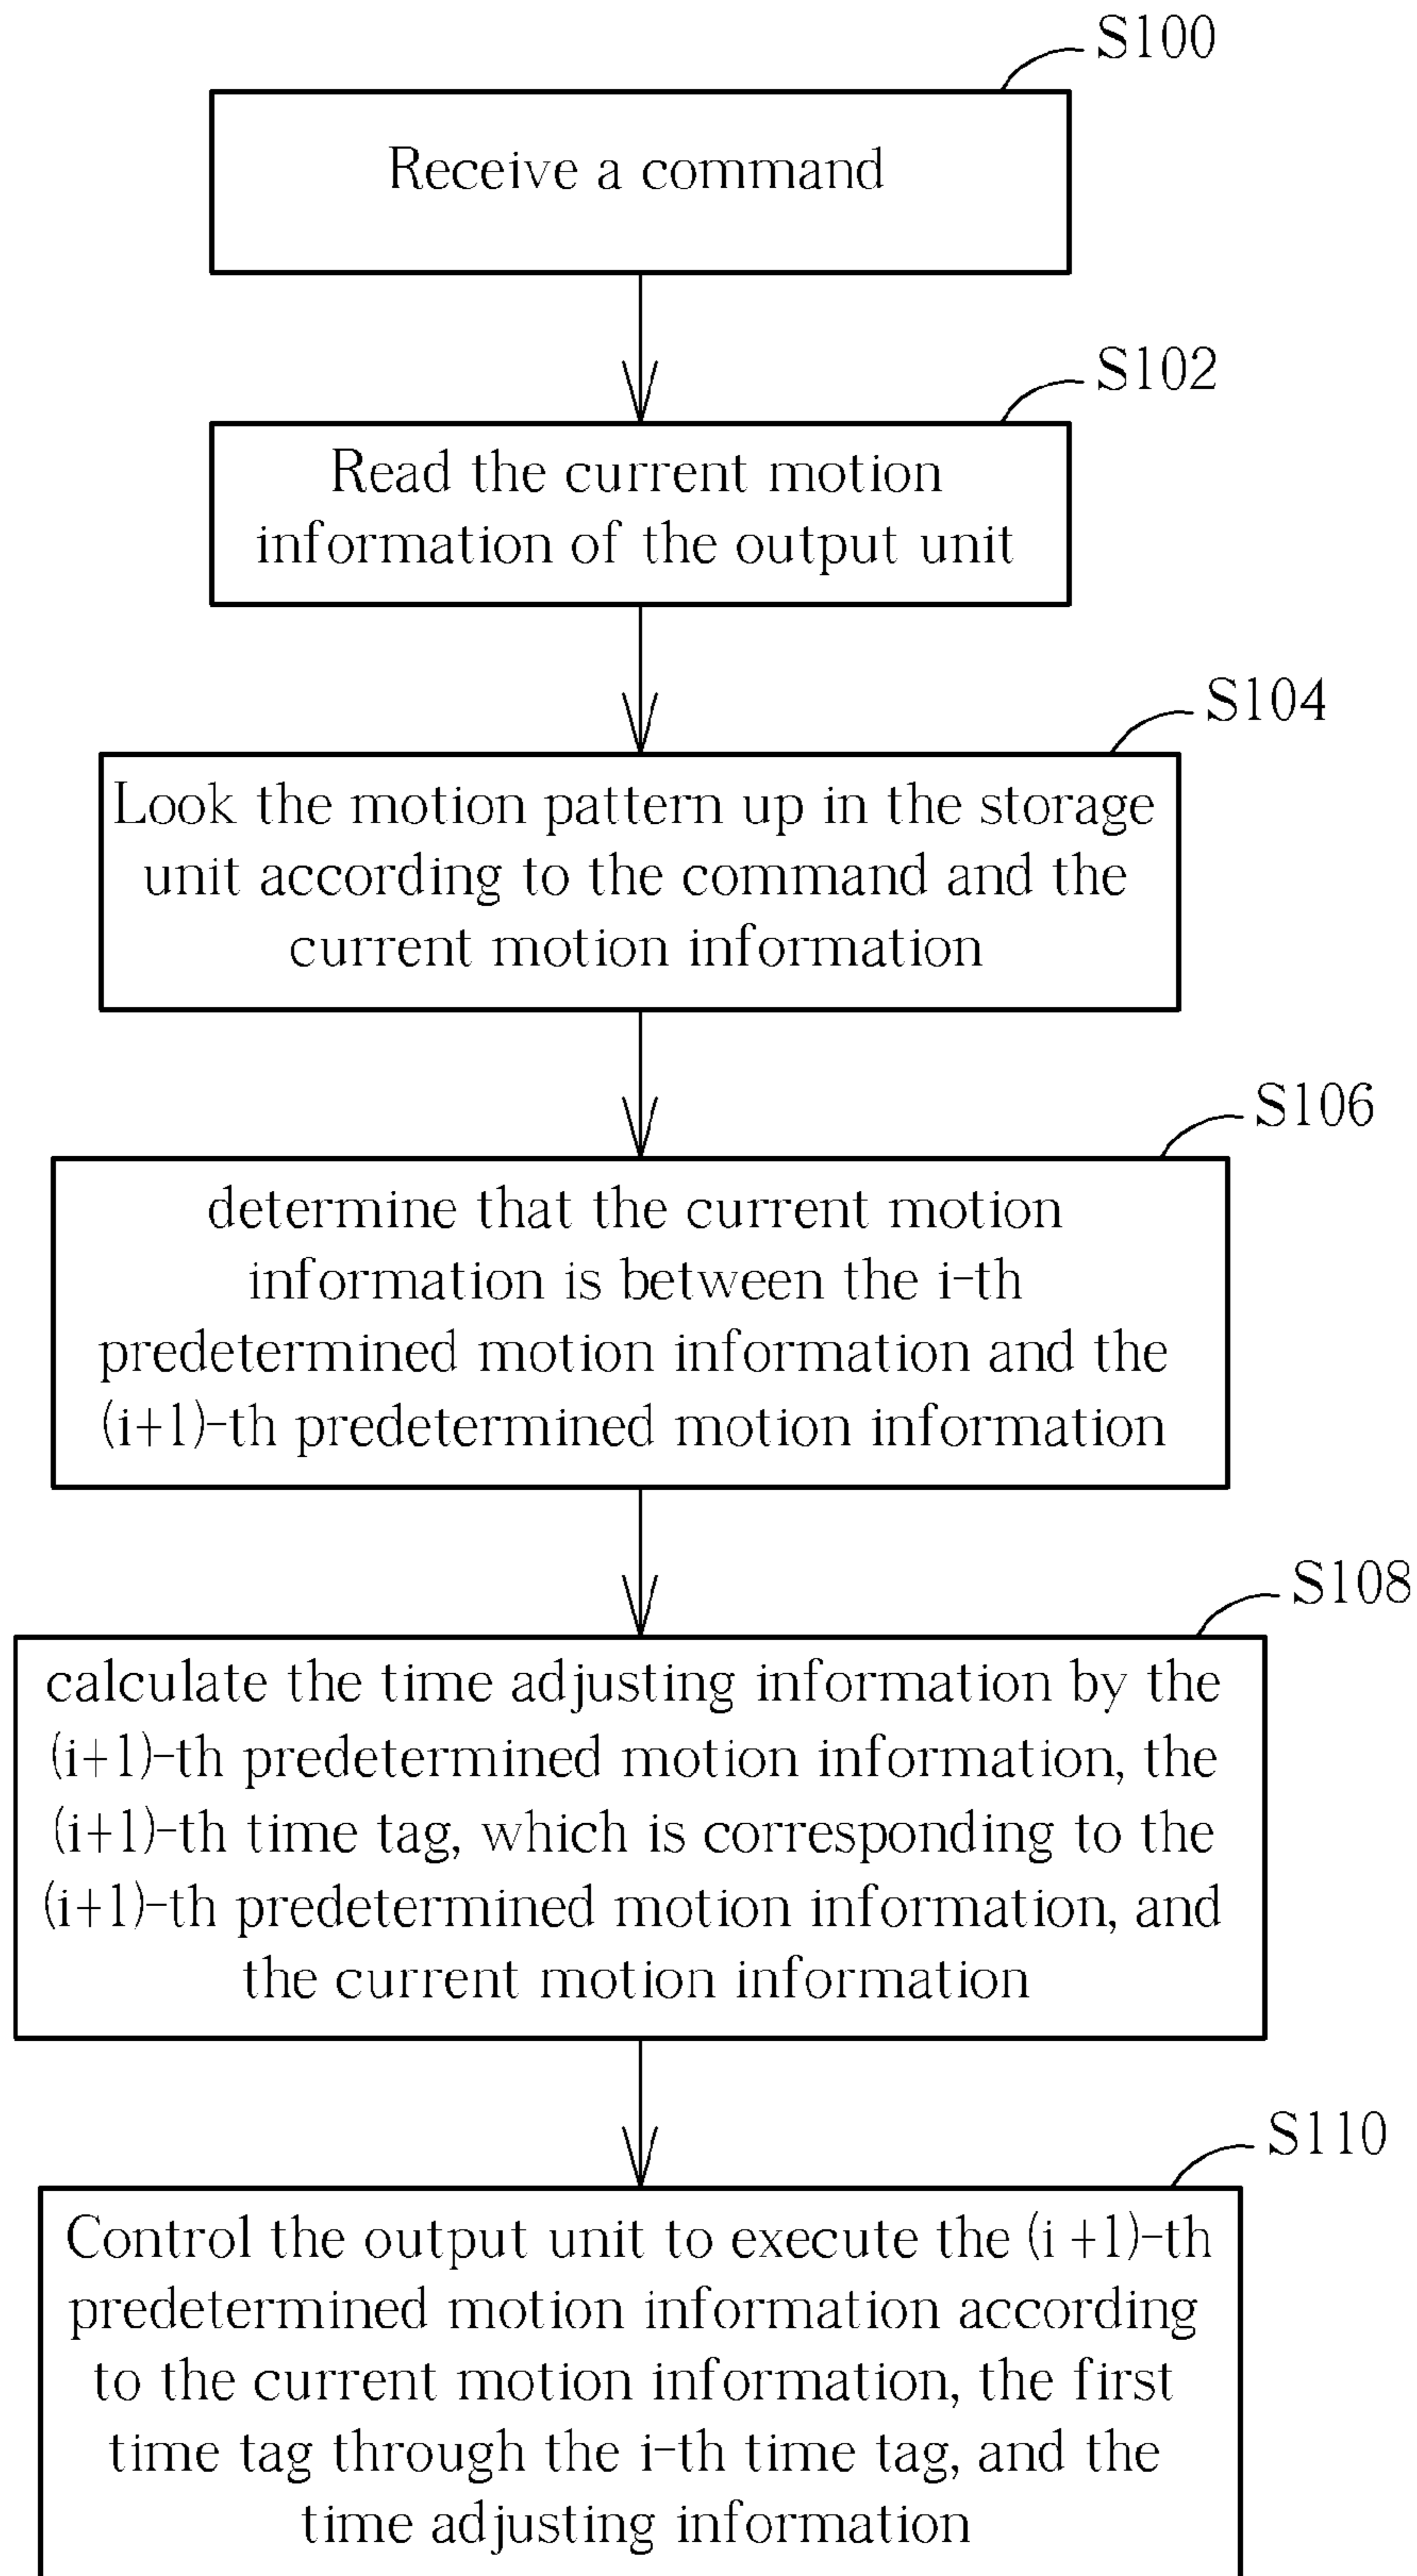 S100
Receive a command
S102
Read the current motion
information of the output unit
S104
Look the motion pattern up in the storage
unit according to the command and the
current motion information
S106
determine that the current motion
information is between the i-th
predetermined motion information and the
(i+1)-th predetermined motion information
S108
calculate the time adjusting information by the
(i+1)-th predetermined motion information, the
(i+1)-th time tag, which is corresponding to the
(i+1)-th predetermined motion information, and
the current motion information
S110
Control the output unit to execute the (i +1)-th
predetermined motion information according
to the current motion information, the first
time tag through the i-th time tag, and the
time adjusting information